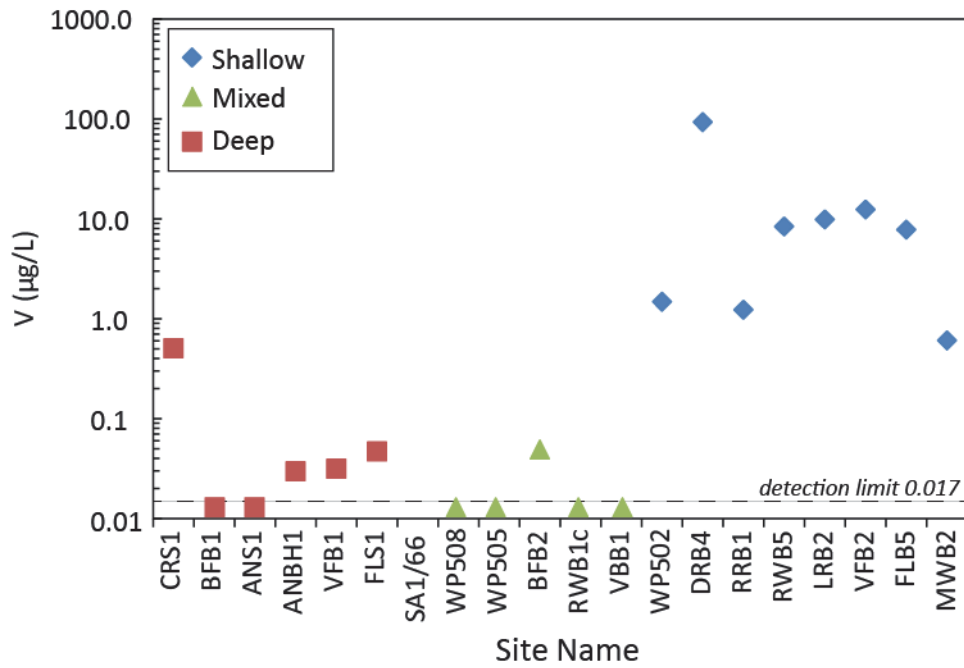 1000.0
100.0
10.0
1.0
0.1
0.01
V (µg/L)
Shallow
Mixed
Deep
detection limit 0.017
CRS1
BFB1
ANS1
ANBH1
VFB1
FLS1
SA1/66
WP508
WP505
BFB2
RWB1c
VBB1
WP502
DRB4
RRB1
RWB5
LRB2
VFB2
FLB5
MWB2
Site Name